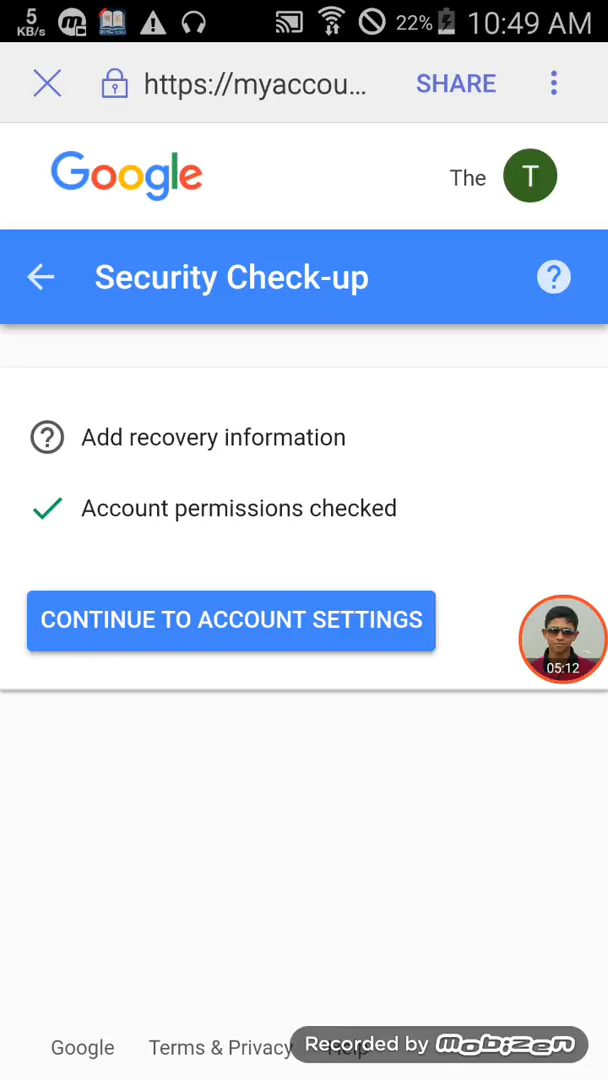 5
KB/s
22%
10:49 AM
https://myaccou...
SHARE
Google
The
T
Security Check-up
?
? Add recovery information
Account permissions checked
CONTINUE TO ACCOUNT SETTINGS
05:12
Google Terms & Privacy Help
Recorded by mobizen